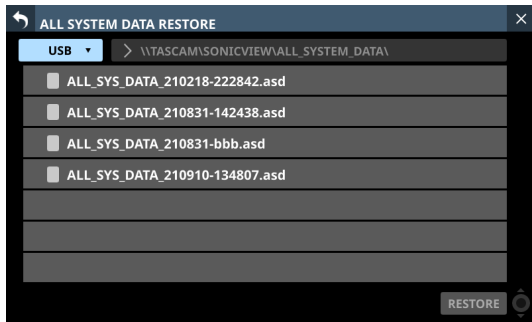 ALL SYSTEM DATA RESTORE
USB \\TASCAM\SONICVIEW\ALL_SYSTEM_DATA\
ALL_SYS_DATA_210218-222842.asd
ALL_SYS_DATA_210831-142438.asd
ALL_SYS_DATA_210831-bbb.asd
ALL_SYS_DATA_210910-134807.asd
RESTORE